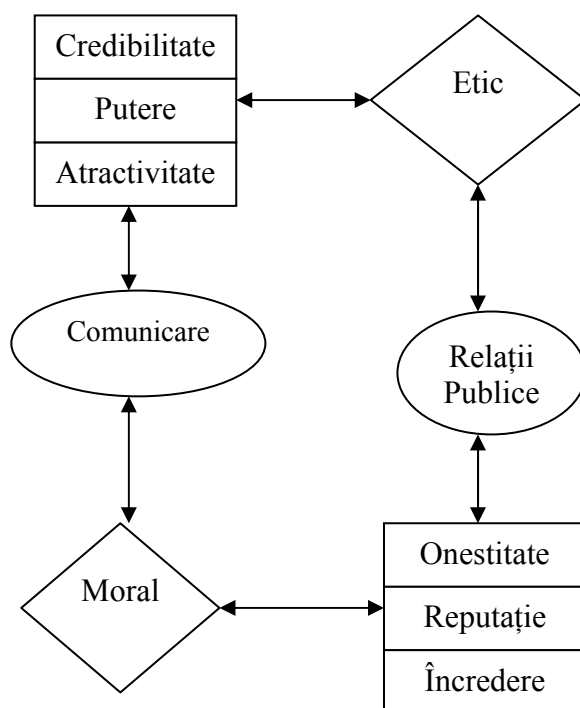 Credibilitate
Putere
Atractivitate
Etic
Comunicare
Relații
Publice
Moral
Onestitate
Reputație
Încredere